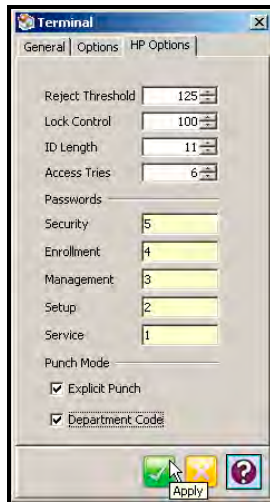 Terminal
General Options HP Options
Reject Threshold 125
Lock Control 100
ID Length 11
Access Tries 6
Passwords
Security 5
Enrollment 4
Management 3
Setup 2
Service 1
Punch Mode
Explicit Punch
Department Code
Apply